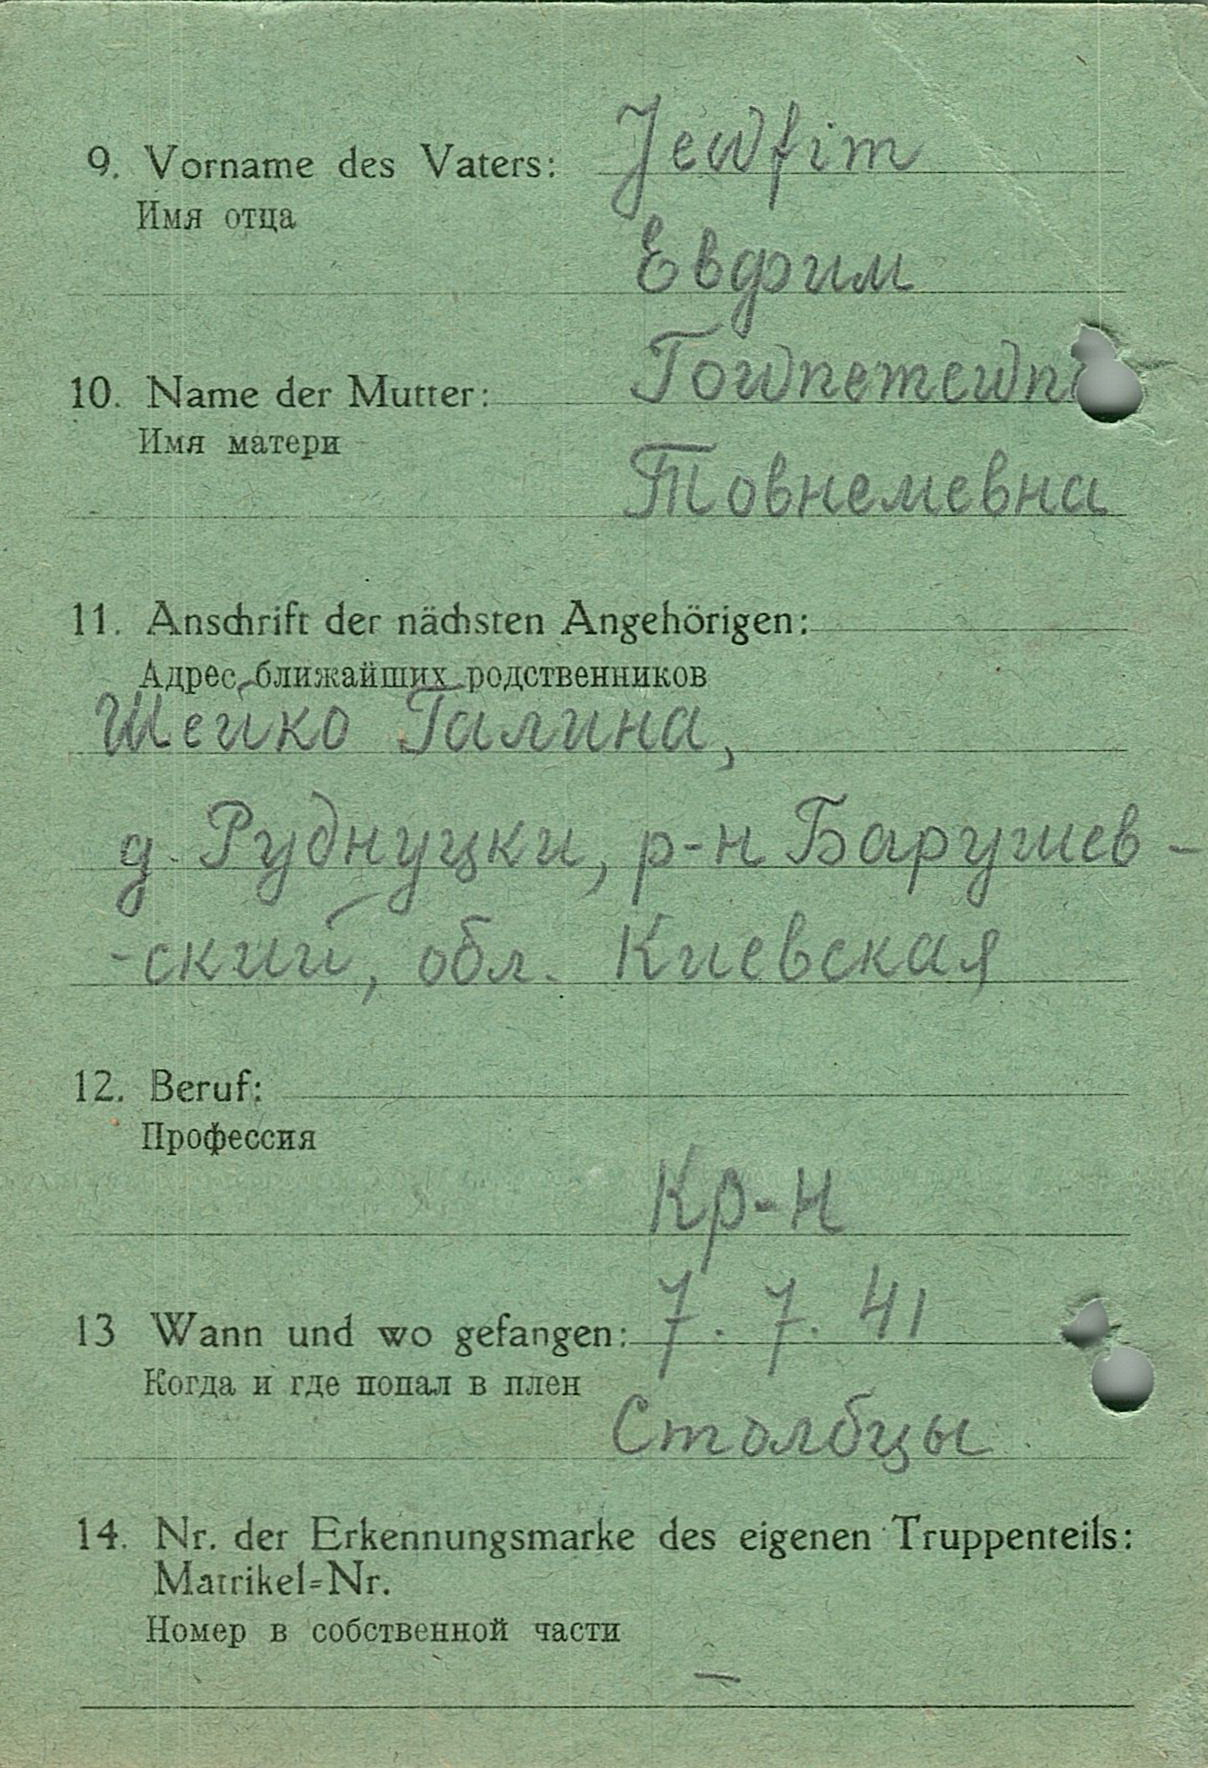 9. Vorname des Vaters: Jewfim
Имя отца
Евфим
10. Name der Mutter:
Имя матери
Товнемевна
11. Anschrift der nächsten Angehörigen:
Адрес ближайших родственников
Шейко Галина,
д. Руднуцки, р-н Барушев-
-ский, обл. Киевская
12. Beruf:
Профессия
Кр-н
13 Wann und wo gefangen: 7. 7. 41
Когда и где попал в плен
Столбцы
14. Nr. der Erkennungsmarke des eigenen Truppenteils:
Matrikel=Nr.
Номер в собственной части
—